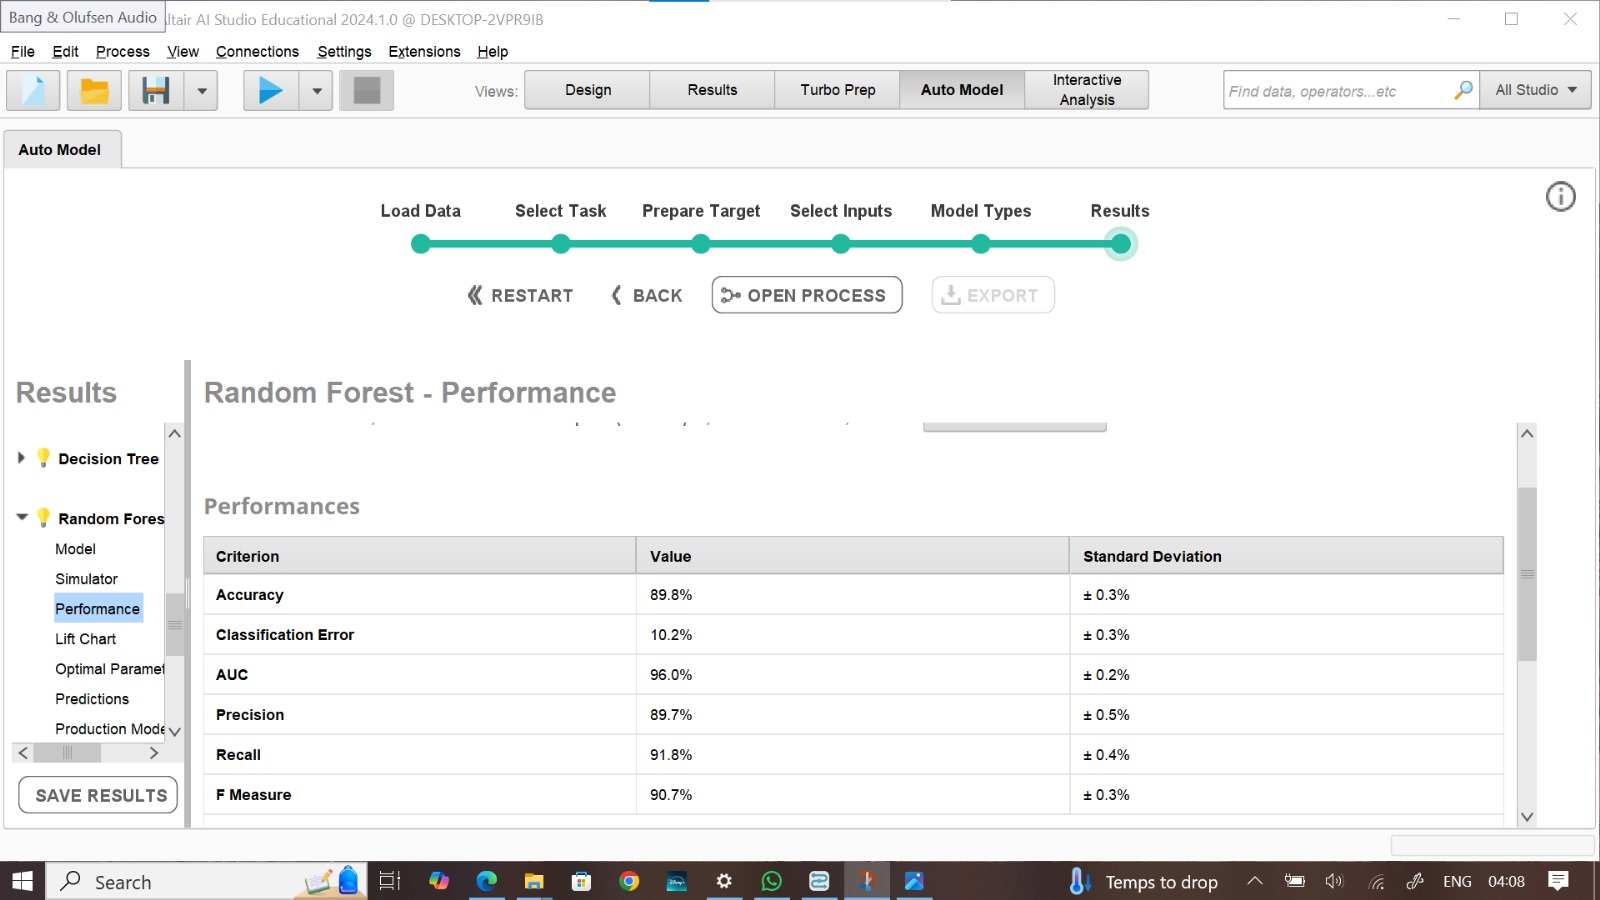 Bang & Olufsen Audio
ltair AI Studio Educational 2024.1.0 @ DESKTOP-2VPR9IB
File Edit Process View Connections Settings Extensions Help
Views: Design Results Turbo Prep Auto Model Interactive Analysis
Find data, operators...etc All Studio
Auto Model
Load Data Select Task Prepare Target Select Inputs Model Types Results
RESTART BACK OPEN PROCESS EXPORT
Results
Decision Tree
Random Fores
Model
Simulator
Performance
Lift Chart
Optimal Paramet
Predictions
Production Mode
SAVE RESULTS
Random Forest - Performance
Performances
Criterion Value Standard Deviation
Accuracy 89.8% ± 0.3%
Classification Error 10.2% ± 0.3%
AUC 96.0% ± 0.2%
Precision 89.7% ± 0.5%
Recall 91.8% ± 0.4%
F Measure 90.7% ± 0.3%
Search Temps to drop ENG 04:08